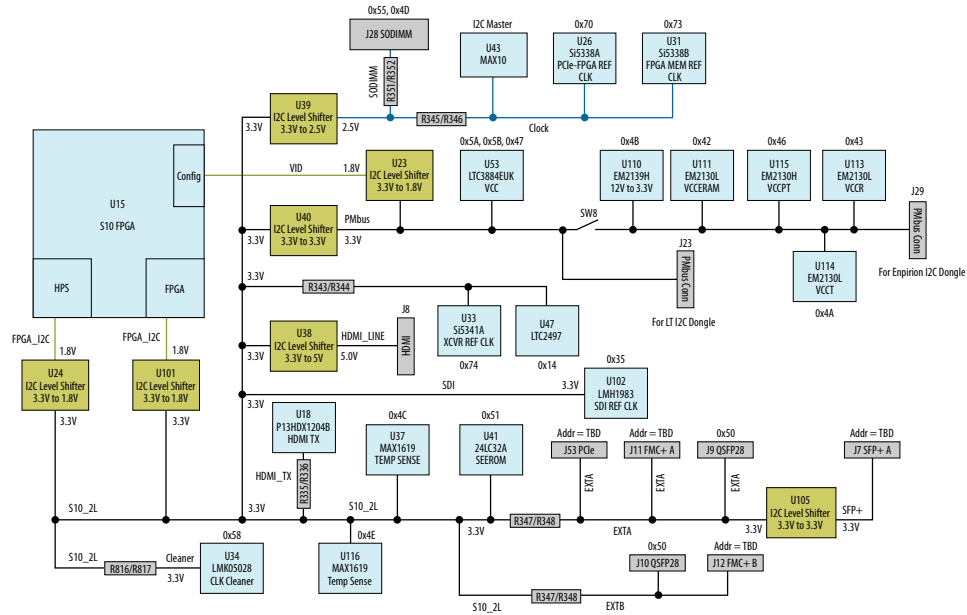 0x55, 0x4D
J28 SODIMM
I2C Master
0x70
0x73
U43
MAX10
U26
Si5338A
PCIe-FPGA REF
CLK
U31
Si5338B
FPGA MEM REF
CLK
SODIMM
R351/R352
U39
I2C Level Shifter
3.3V to 2.5V
3.3V
2.5V
R345/R346
Clock
Config
U15
S10 FPGA
HPS
FPGA
VID
1.8V
U23
I2C Level Shifter
3.3V to 1.8V
0x5A, 0x5B, 0x47
U53
LTC3884EUK
VCC
0x4B
U110
EM2139H
12V to 3.3V
0x42
U111
EM2130L
VCCERAM
0x46
U115
EM2130H
VCCPT
0x43
U113
EM2130L
VCCR
J29
PMbus Conn
For Enpirion I2C Dongle
U40
I2C Level Shifter
3.3V to 3.3V
3.3V
PMbus
3.3V
SW8
J23
PMbus Conn
For LT I2C Dongle
U114
EM2130L
VCCT
0x4A
3.3V
R343/R344
U33
Si5341A
XCVR REF CLK
0x74
U47
LTC2497
0x14
U38
I2C Level Shifter
3.3V to 5V
3.3V
HDMI_LINE
5.0V
J8
HDMI
FPGA_I2C
1.8V
FPGA_I2C
1.8V
U24
I2C Level Shifter
3.3V to 1.8V
3.3V
U101
I2C Level Shifter
3.3V to 1.8V
3.3V
3.3V
SDI
3.3V
0x35
U102
LMH1983
SDI REF CLK
U18
P13HDX1204B
HDMI TX
HDMI_TX
R335/R336
0x4C
U37
MAX1619
TEMP SENSE
0x51
U41
24LC32A
SEEROM
Addr = TBD
J53 PCIe
EXTA
Addr = TBD
J11 FMC+ A
EXTA
0x50
J9 QSFP28
EXTA
Addr = TBD
J7 SFP+ A
U105
I2C Level Shifter
3.3V to 3.3V
3.3V
SFP+
3.3V
S10_2L
3.3V
S10_2L
3.3V
R347/R348
EXTA
S10_2L
R816/R817
Cleaner
3.3V
0x58
U34
LMK05028
CLK Cleaner
0x4E
U116
MAX1619
Temp Sense
S10_2L
R347/R348
EXTB
0x50
J10 QSFP28
Addr = TBD
J12 FMC+ B